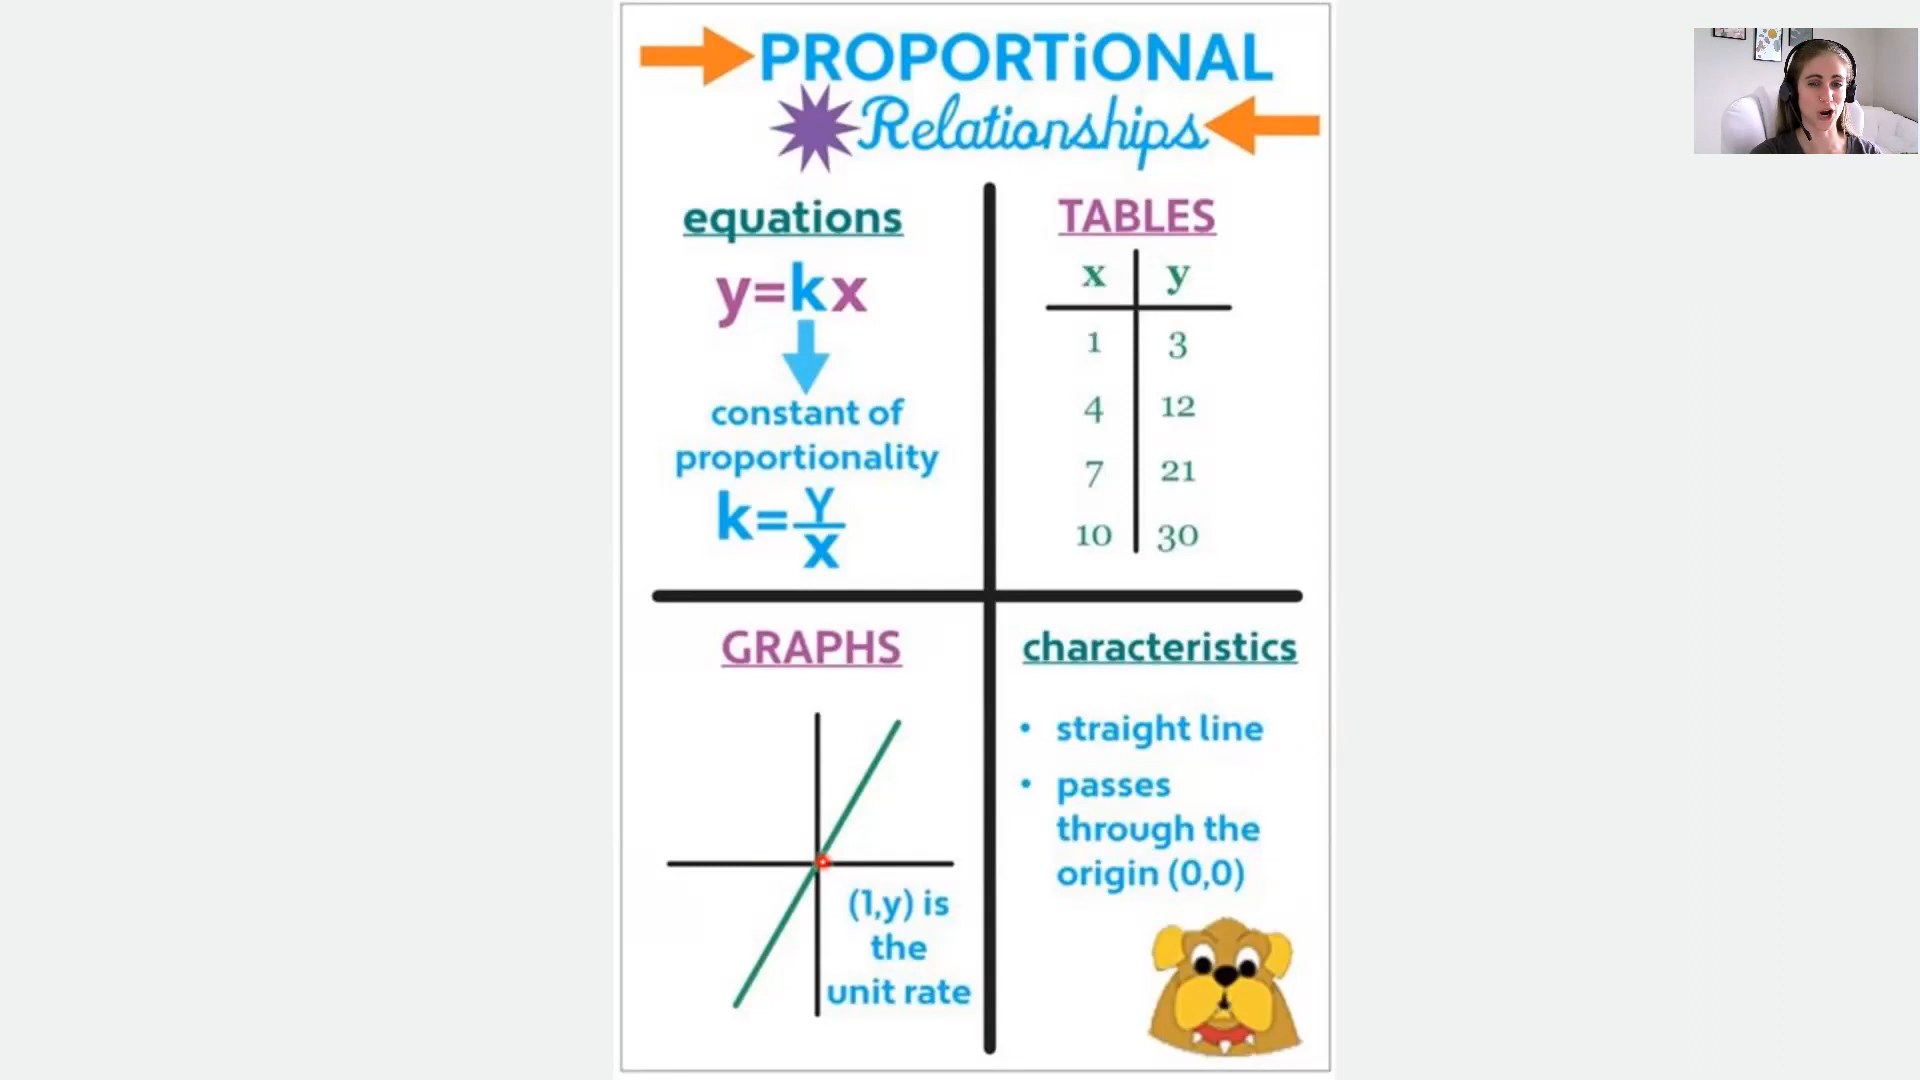 PROPORTiONAL
Relationships
equations
y=kx
constant of
proportionality
k=Y/X
TABLES
x y
1 3
4 12
7 21
10 30
GRAPHS
(1,y) is
the
unit rate
characteristics
• straight line
• passes
through the
origin (0,0)